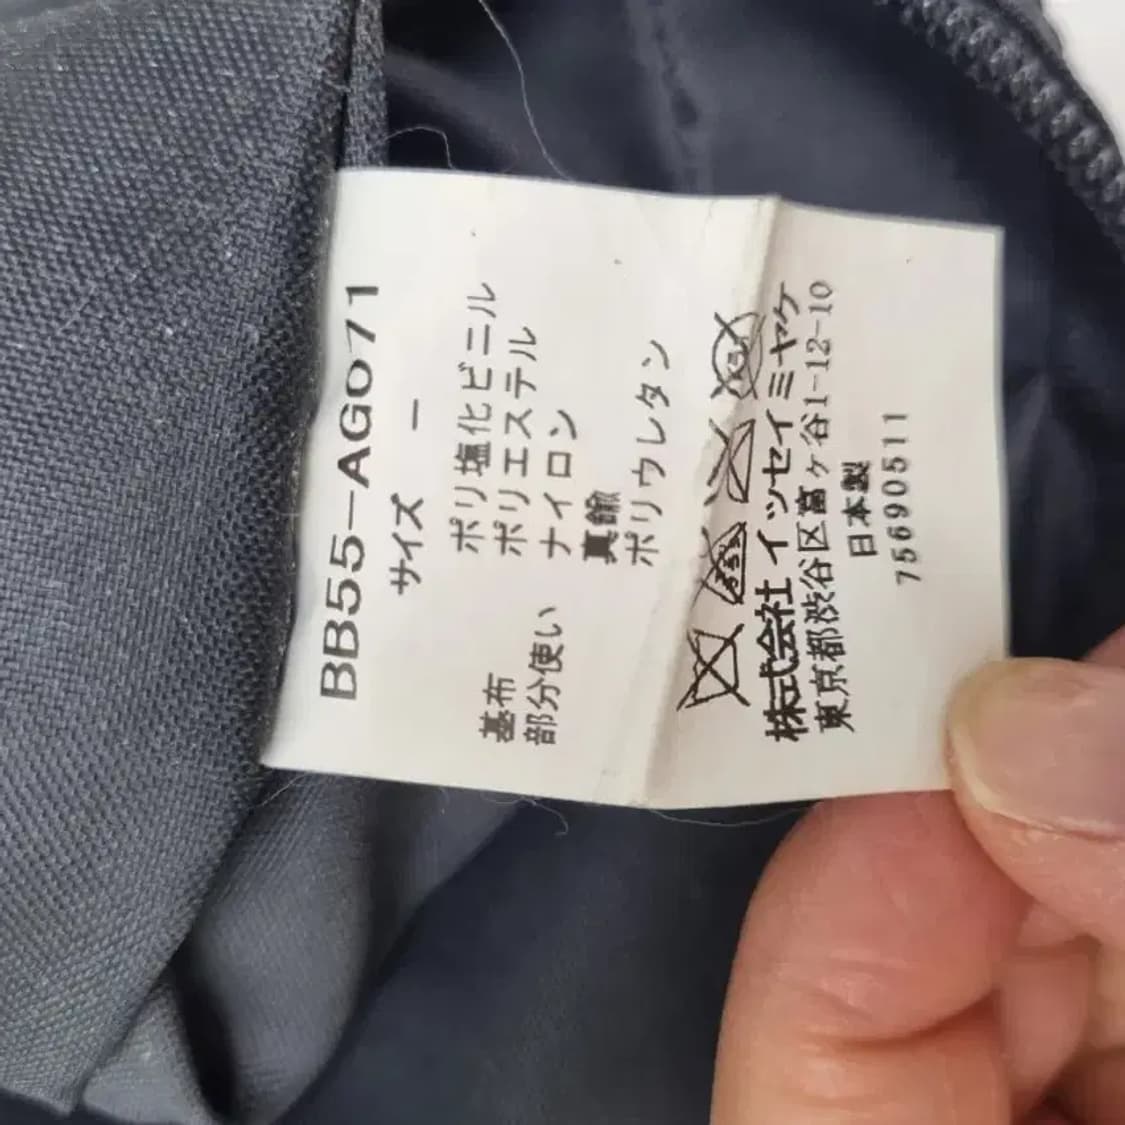 BB55-AG071
サイズ ー
ポリ塩化ビニル
基布 ポリエステル
部分使い ナイロン
真鍮
ポリウレタン
株式会社 イッセイミヤケ
東京都渋谷区富ヶ谷1-12-10
日本製
75690511